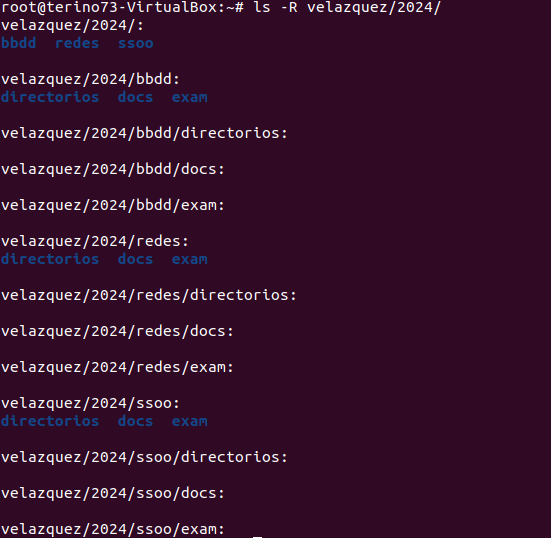 root@terino73-VirtualBox:~# ls -R velazquez/2024/
velazquez/2024/:
bbdd  redes  ssoo

velazquez/2024/bbdd:
directorios  docs  exam

velazquez/2024/bbdd/directorios:

velazquez/2024/bbdd/docs:

velazquez/2024/bbdd/exam:

velazquez/2024/redes:
directorios  docs  exam

velazquez/2024/redes/directorios:

velazquez/2024/redes/docs:

velazquez/2024/redes/exam:

velazquez/2024/ssoo:
directorios  docs  exam

velazquez/2024/ssoo/directorios:

velazquez/2024/ssoo/docs:

velazquez/2024/ssoo/exam: